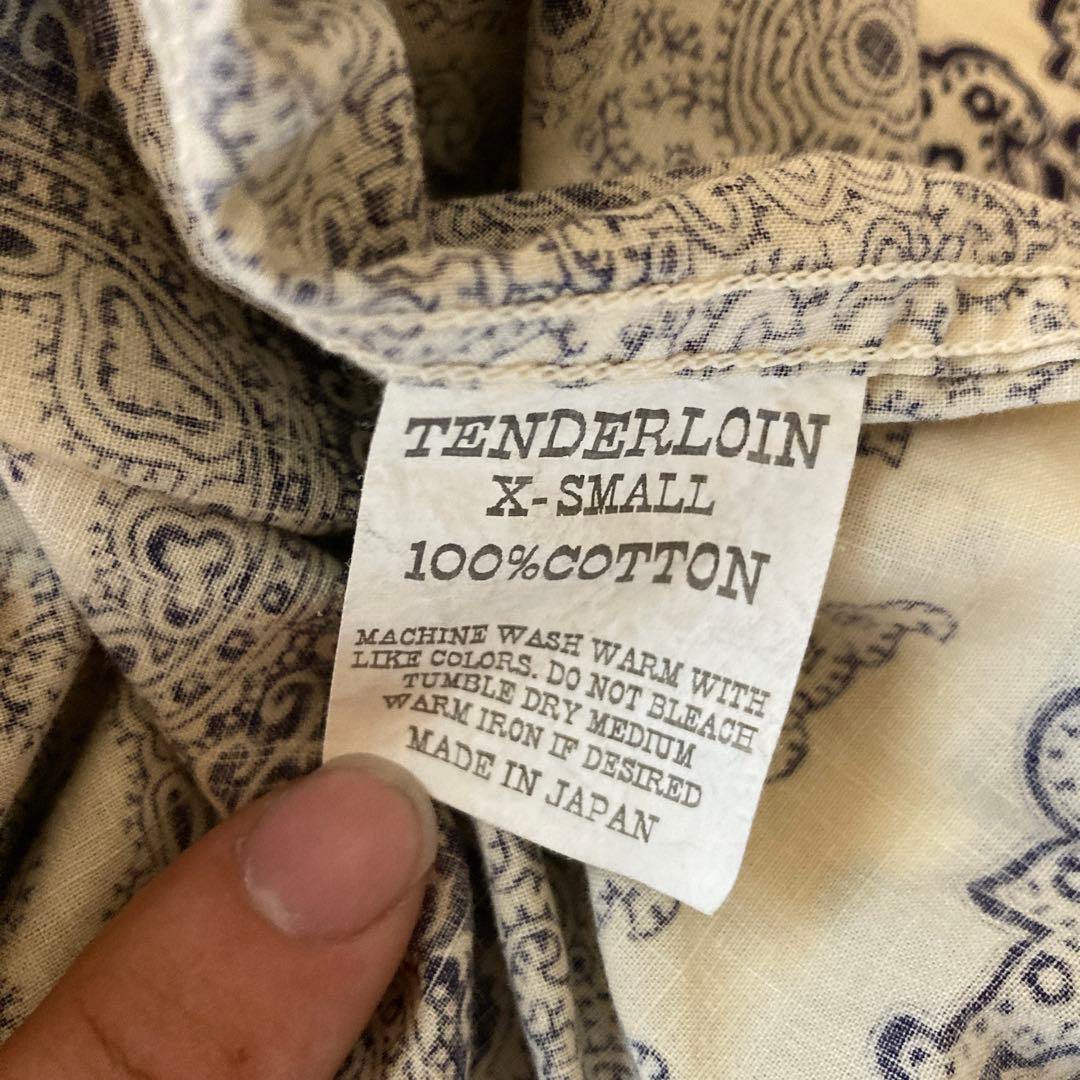 TENDERLOIN
X-SMALL
100%COTTON
MACHINE WASH WARM WITH
LIKE COLORS. DO NOT BLEACH
TUMBLE DRY MEDIUM
WARM IRON IF DESIRED
MADE IN JAPAN